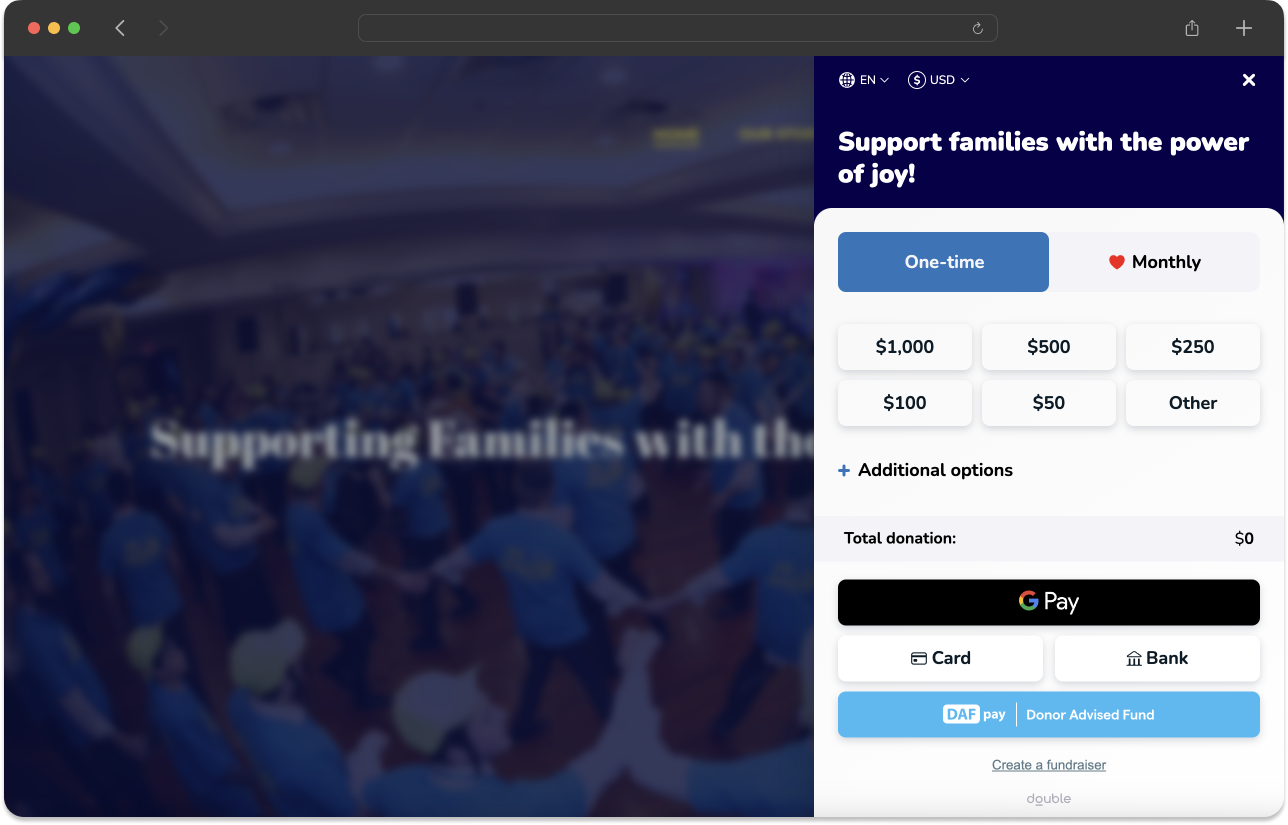 EN
USD
HOME
Support families with the power
of joy!
One-time
Monthly
$1,000
$500
$250
$100
$50
Other
Supporting Families with the
Additional options
Total donation:
$0
G Pay
Card
Bank
DAF pay
Donor Advised Fund
Create a fundraiser
double